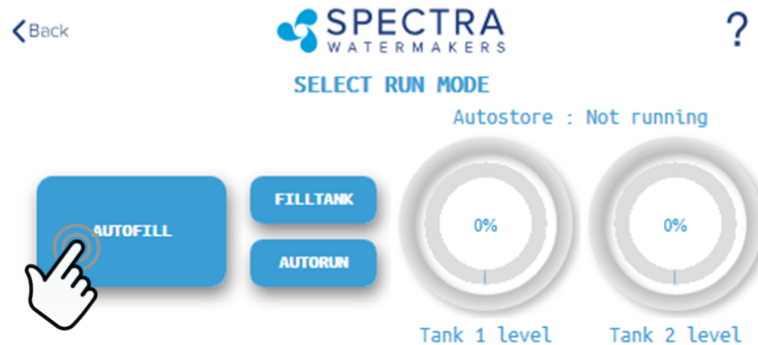 Back
SPECTRA
WATERMAKERS
?
SELECT RUN MODE
Autostore : Not running
AUTOFILL
FILLTANK
AUTORUN
0%
0%
Tank 1 level
Tank 2 level